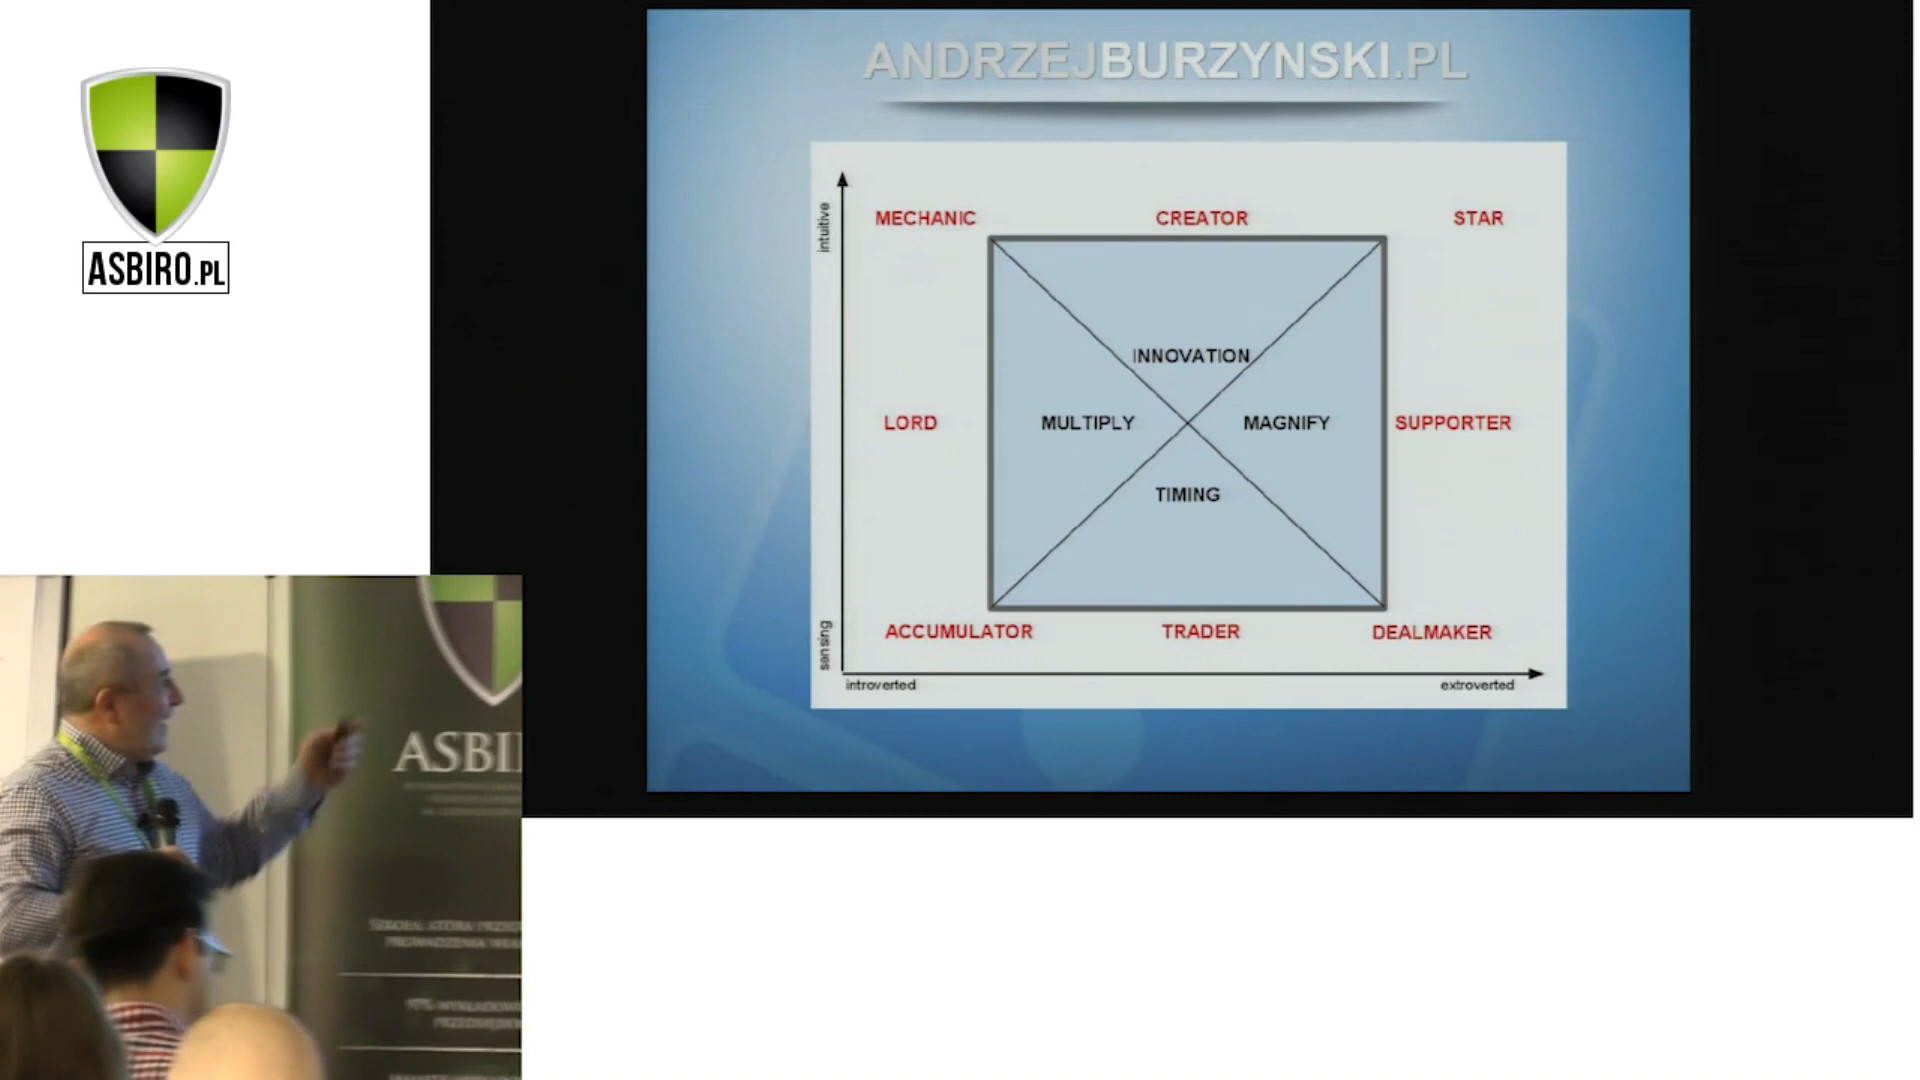 ASBIRO.PL
ANDRZEJBURZYNSKI.PL
intuitive
MECHANIC
CREATOR
STAR
INNOVATION
LORD
MULTIPLY
MAGNIFY
SUPPORTER
TIMING
sensing
ACCUMULATOR
TRADER
DEALMAKER
introverted
extroverted
ASBI